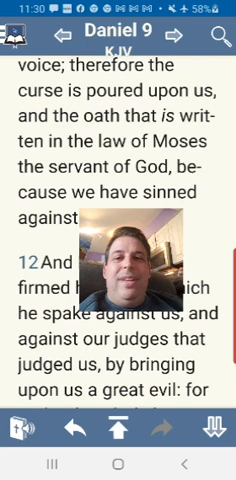 11:30
58%
Daniel 9
KJV
voice; therefore the
curse is poured upon us,
and the oath that is writ-
ten in the law of Moses
the servant of God, be-
cause we have sinned
against
12 And
firmed
he spake against us, and
against our judges that
judged us, by bringing
upon us a great evil: for